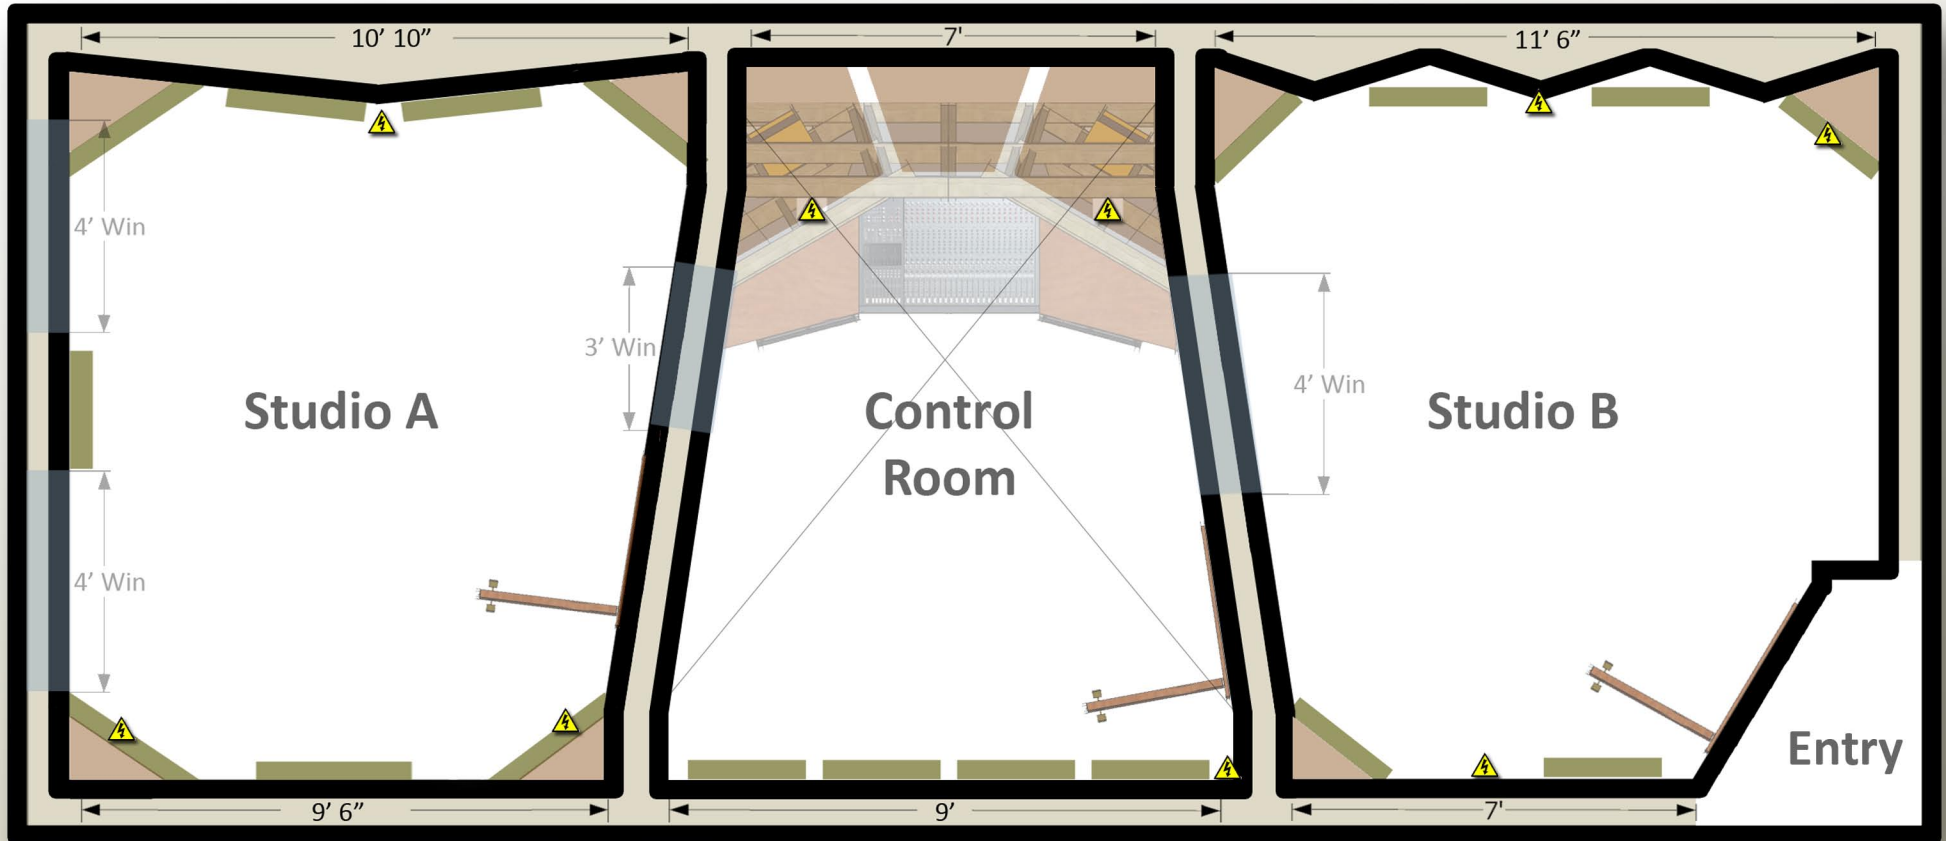 10' 10”
7'
11' 6”
4’ Win
3’ Win
4’ Win
Studio A
Control
Room
Studio B
4’ Win
Entry
9’ 6”
9’
7'